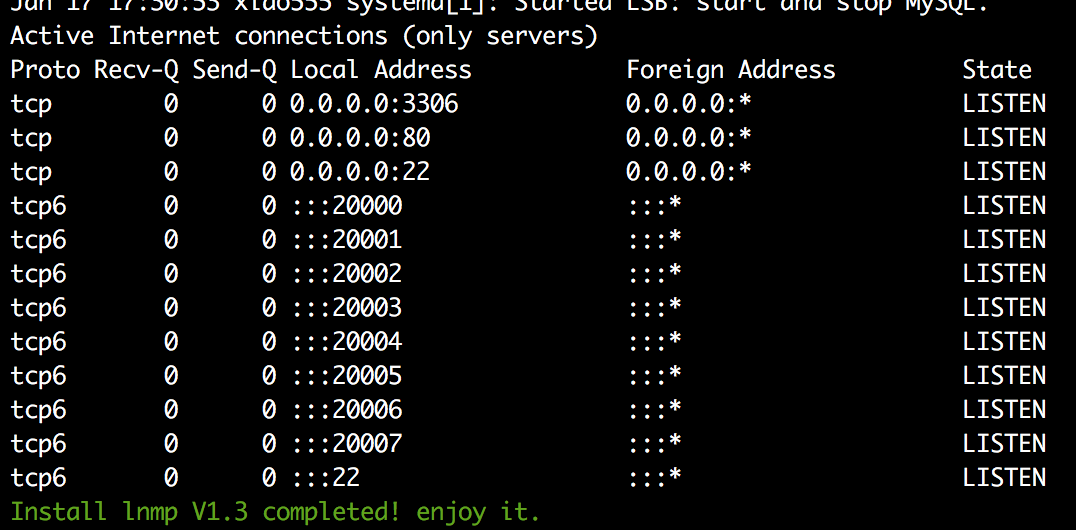 Jan 17 17:30:53 xiao555 systemd[1]: Started LSB: start and stop MySQL.
Active Internet connections (only servers)
Proto Recv-Q Send-Q Local Address           Foreign Address         State
tcp        0      0 0.0.0.0:3306            0.0.0.0:*               LISTEN
tcp        0      0 0.0.0.0:80              0.0.0.0:*               LISTEN
tcp        0      0 0.0.0.0:22              0.0.0.0:*               LISTEN
tcp6       0      0 :::20000                :::*                    LISTEN
tcp6       0      0 :::20001                :::*                    LISTEN
tcp6       0      0 :::20002                :::*                    LISTEN
tcp6       0      0 :::20003                :::*                    LISTEN
tcp6       0      0 :::20004                :::*                    LISTEN
tcp6       0      0 :::20005                :::*                    LISTEN
tcp6       0      0 :::20006                :::*                    LISTEN
tcp6       0      0 :::20007                :::*                    LISTEN
tcp6       0      0 :::22                   :::*                    LISTEN
Install lnmp V1.3 completed! enjoy it.